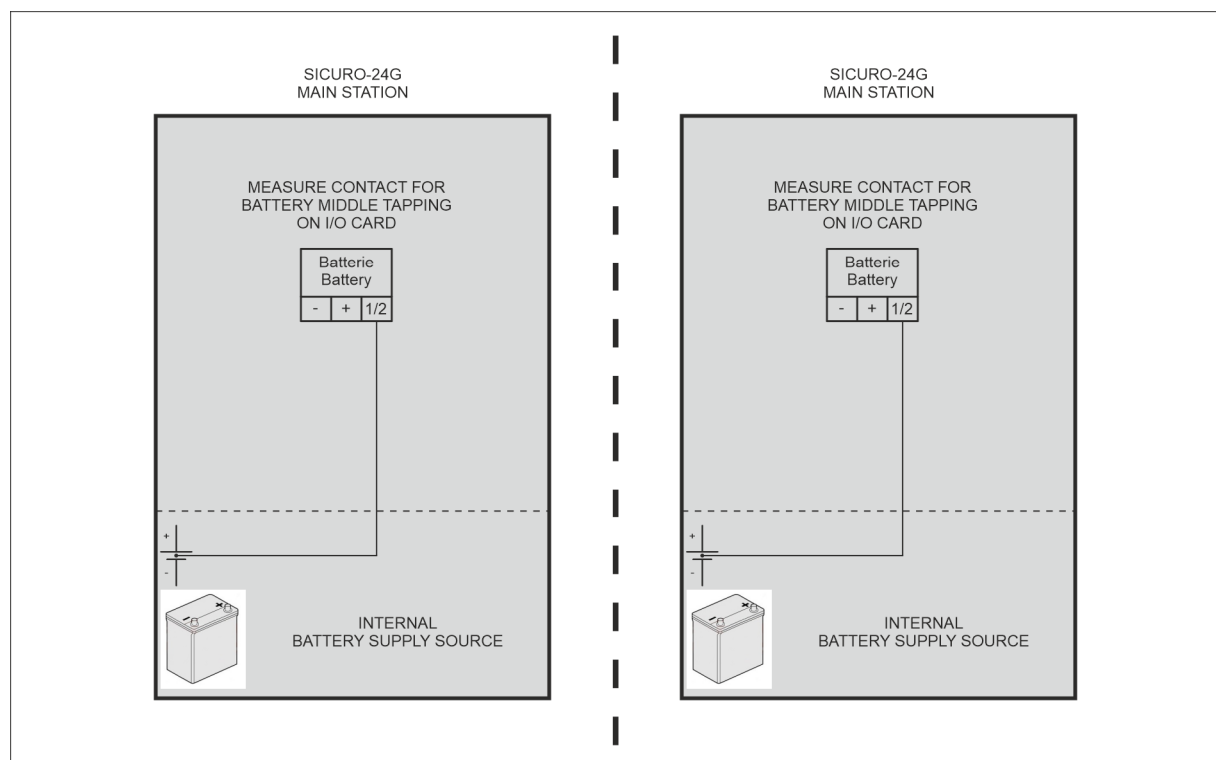 SICURO-24G
MAIN STATION
MEASURE CONTACT FOR
BATTERY MIDDLE TAPPING
ON I/O CARD
Batterie
Battery
- + 1/2
+
-
INTERNAL
BATTERY SUPPLY SOURCE
SICURO-24G
MAIN STATION
MEASURE CONTACT FOR
BATTERY MIDDLE TAPPING
ON I/O CARD
Batterie
Battery
- + 1/2
+
-
INTERNAL
BATTERY SUPPLY SOURCE